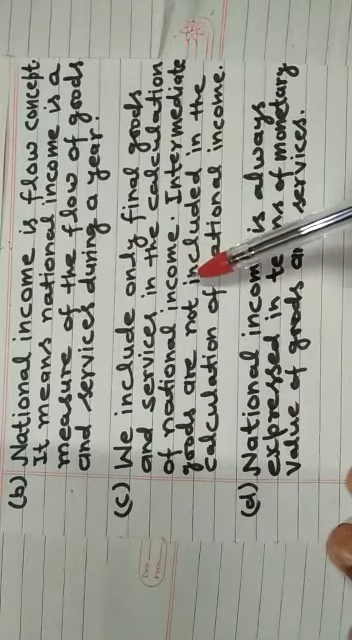 (b) National income is flow concept.
It means national income is a
measure of the flow of goods
and services during a year.
(c) We include only final goods
and services in the calculation
of national income. Intermediate
goods are not included in the
calculation of national income.
(d) National income is always
expressed in te ns of monetary
value of goods an services.